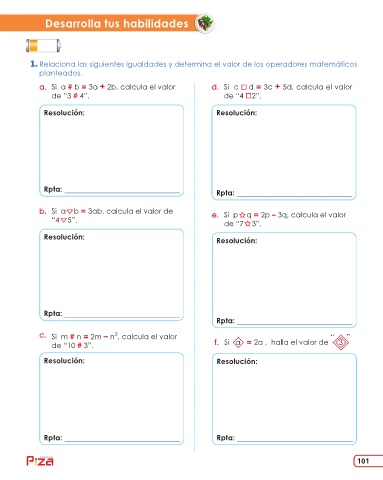 Desarrolla tus habilidades
1. Relaciona las siguientes igualdades y determina el valor de los operadores matemáticos
planteados.
a. Si a # b = 3a + 2b, calcula el valor
de "3 # 4".
Resolución:
Rpta:
b. Si a▽b = 3ab, calcula el valor de
"4▽5".
Resolución:
Rpta:
c. Si m # n = 2m – n², calcula el valor
de "10 # 3".
Resolución:
Rpta:
d. Si c □ d = 3c + 5d, calcula el valor
de "4 □ 2".
Resolución:
Rpta:
e. Si p ☆ q = 2p – 3q, calcula el valor
de "7 ☆ 3".
Resolución:
Rpta:
f. Si ◇a = 2a , halla el valor de "3"
Resolución:
Rpta:
Piza
101